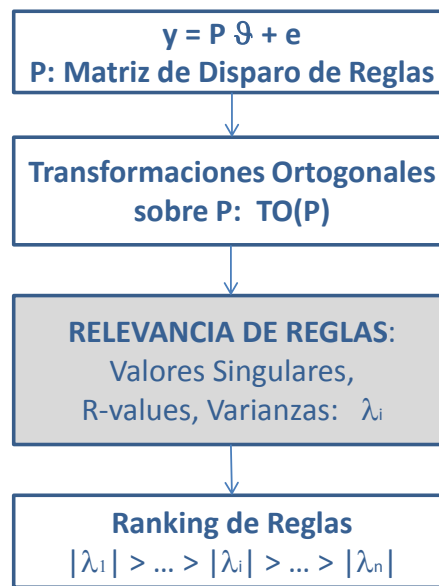 y = P ϑ + e
P: Matriz de Disparo de Reglas
Transformaciones Ortogonales
sobre P: TO(P)
RELEVANCIA DE REGLAS:
Valores Singulares,
R-values, Varianzas: λi
Ranking de Reglas
|λ1| > ... > |λi| > ... > |λn|